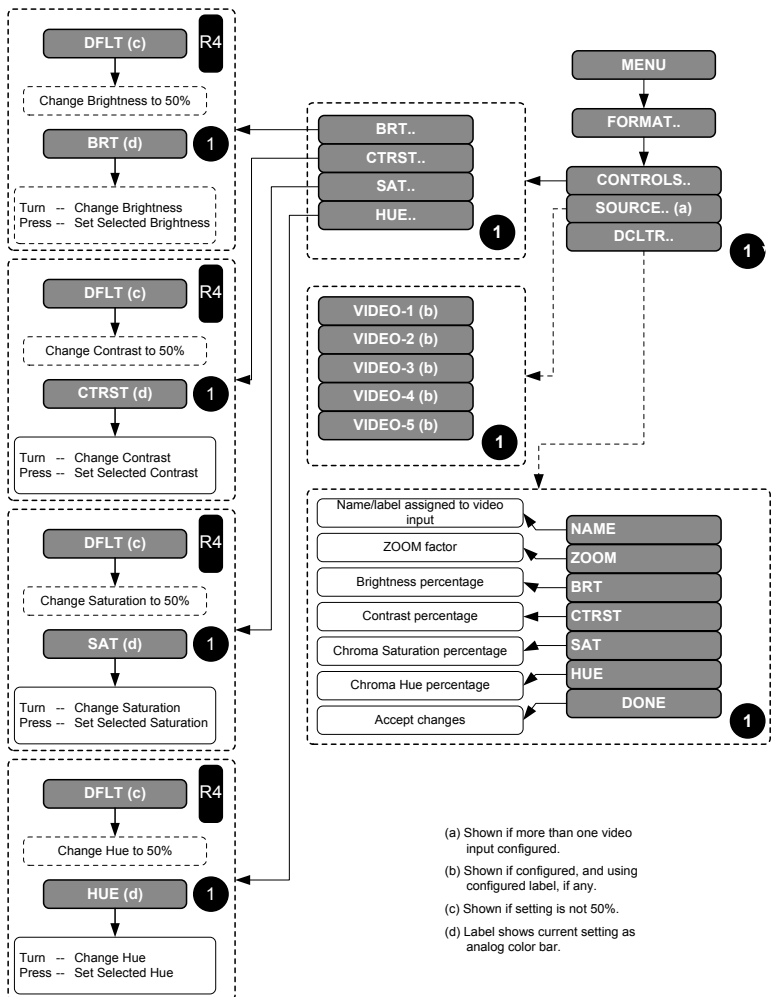 DFLT (c)
R4
Change Brightness to 50%
BRT (d)
1
Turn -- Change Brightness
Press -- Set Selected Brightness
DFLT (c)
R4
Change Contrast to 50%
CTRST (d)
1
Turn -- Change Contrast
Press -- Set Selected Contrast
DFLT (c)
R4
Change Saturation to 50%
SAT (d)
1
Turn -- Change Saturation
Press -- Set Selected Saturation
DFLT (c)
R4
Change Hue to 50%
HUE (d)
1
Turn -- Change Hue
Press -- Set Selected Hue
BRT..
CTRST..
SAT..
HUE..
1
MENU
FORMAT..
CONTROLS..
SOURCE.. (a)
DCLTR..
1
VIDEO-1 (b)
VIDEO-2 (b)
VIDEO-3 (b)
VIDEO-4 (b)
VIDEO-5 (b)
1
Name/label assigned to video
input
NAME
ZOOM factor
ZOOM
Brightness percentage
BRT
Contrast percentage
CTRST
Chroma Saturation percentage
SAT
Chroma Hue percentage
HUE
Accept changes
DONE
1
(a) Shown if more than one video
input configured.
(b) Shown if configured, and using
configured label, if any.
(c) Shown if setting is not 50%.
(d) Label shows current setting as
analog color bar.